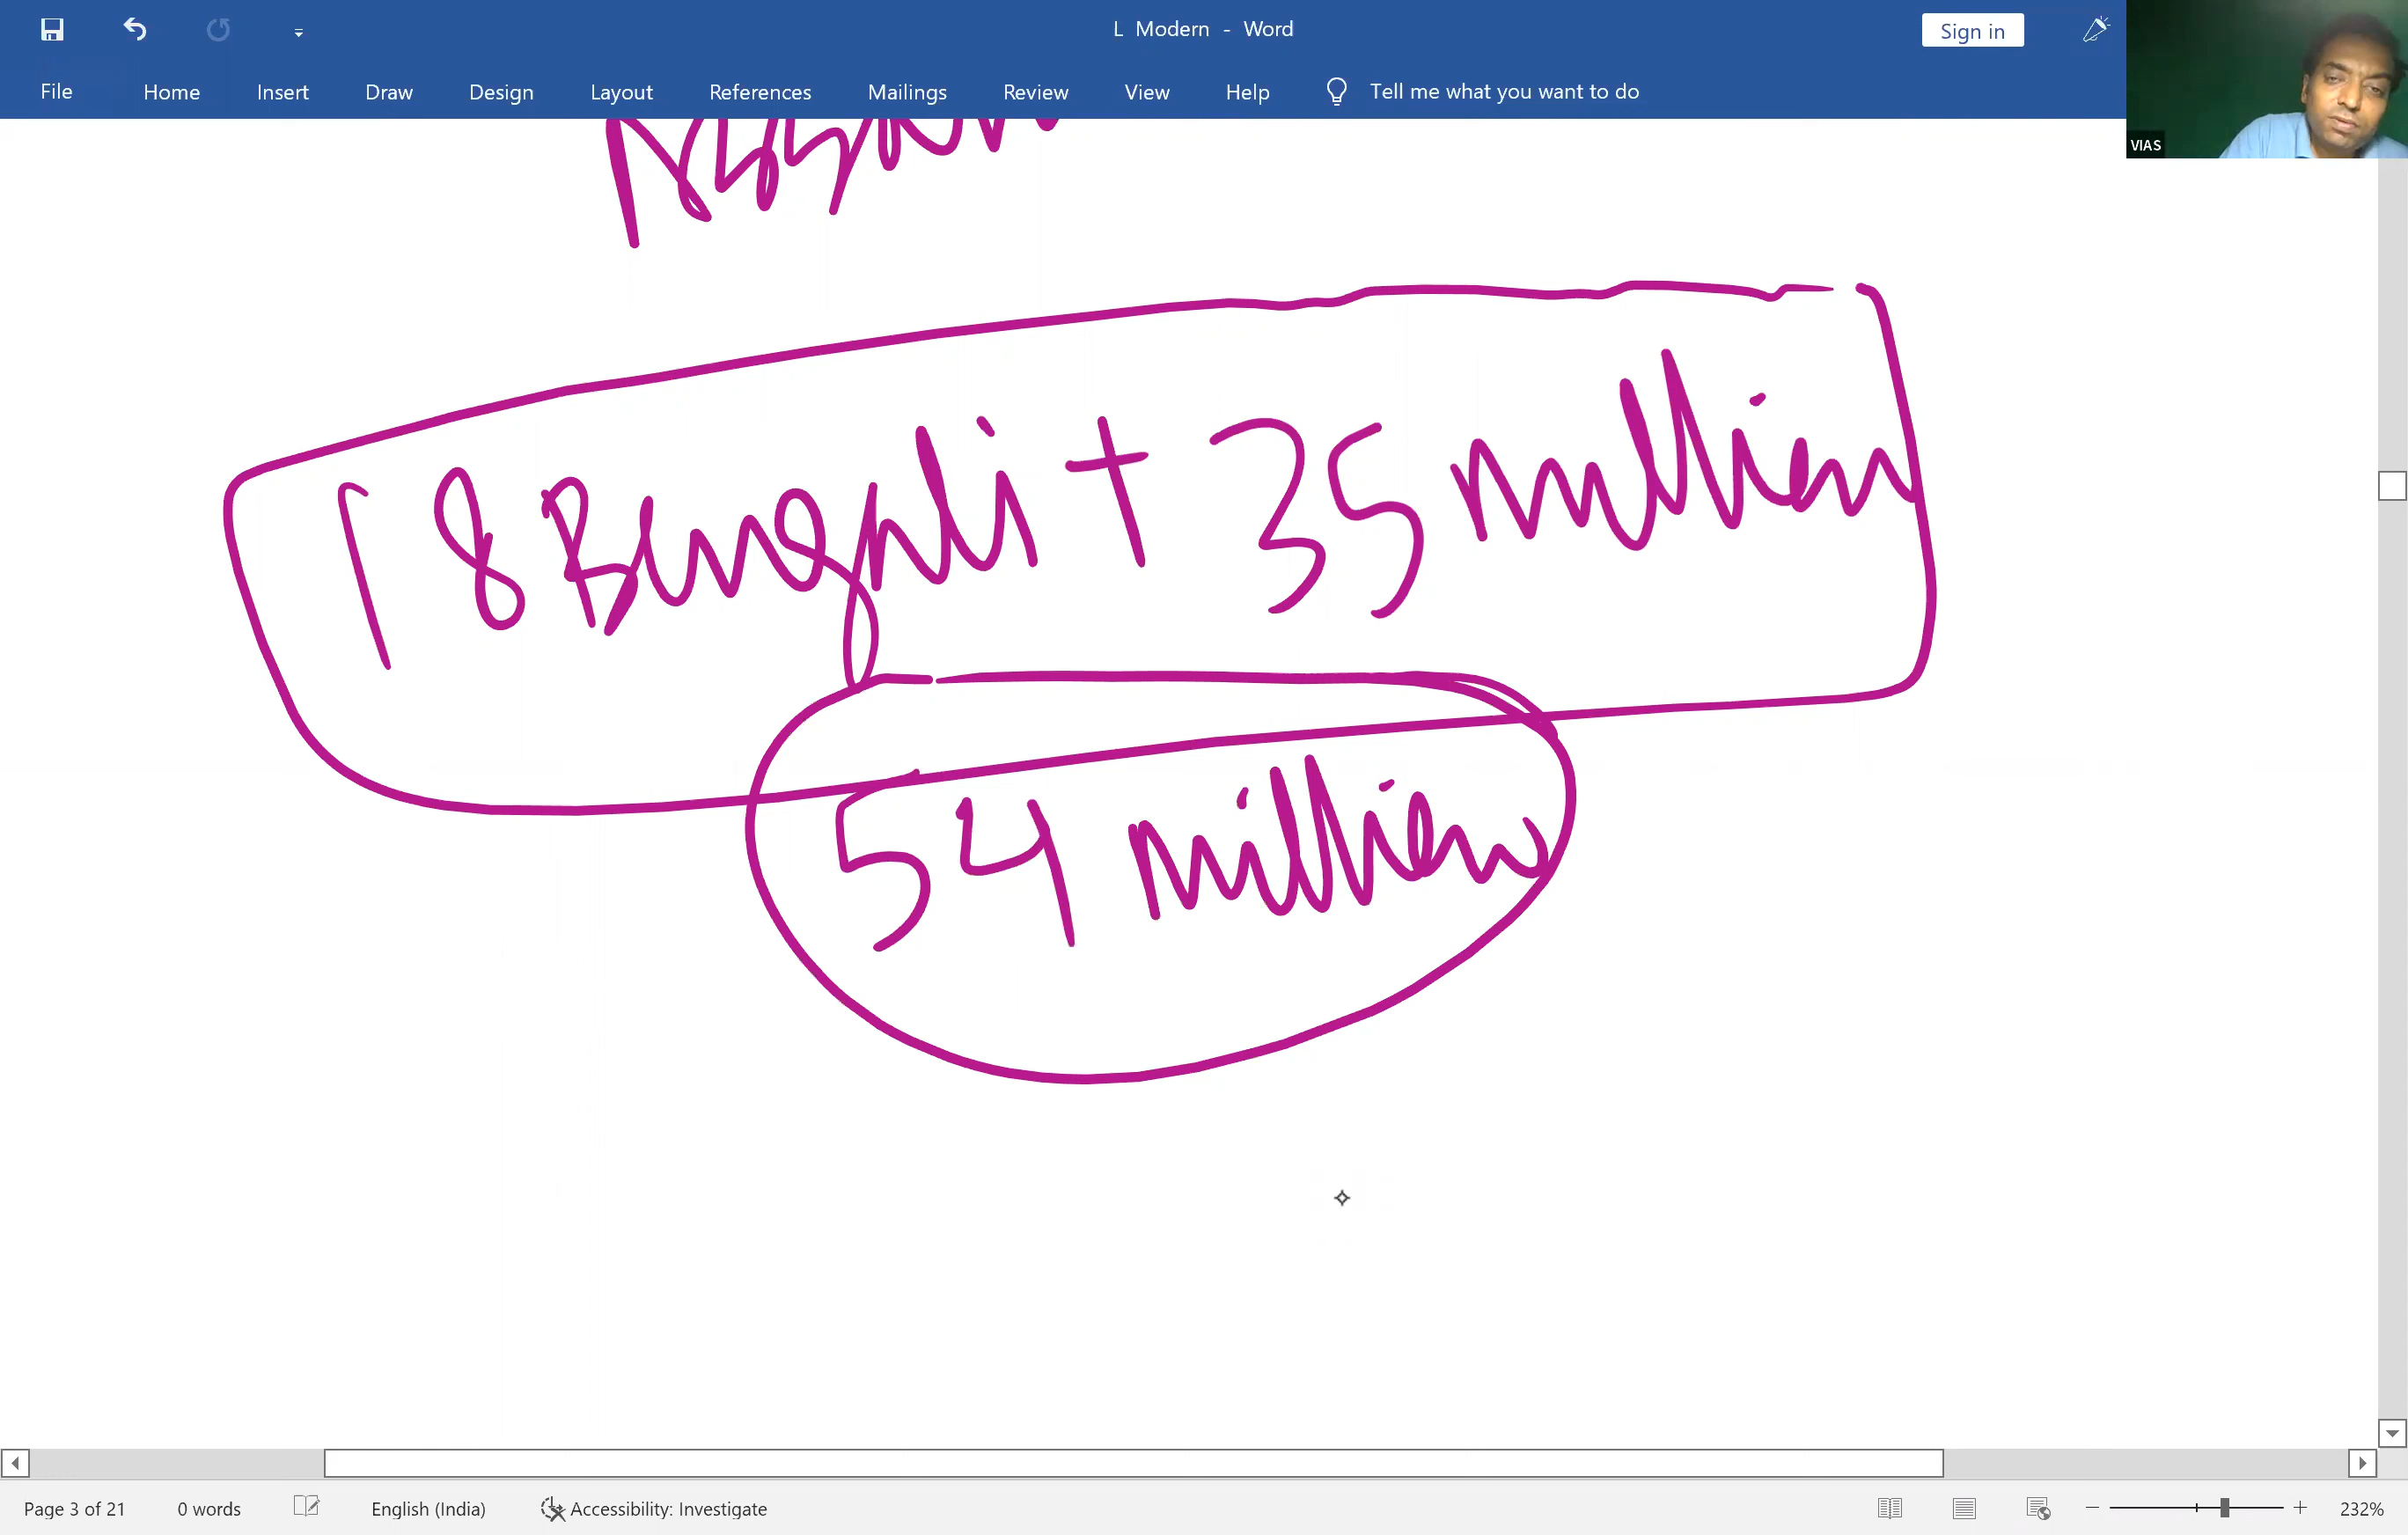 L Modern - Word
Sign in
File Home Insert Draw Design Layout References Mailings Review View Help Tell me what you want to do
VIAS
18 Benghli + 35 million
54 million
Page 3 of 21 0 words English (India) Accessibility: Investigate 232%